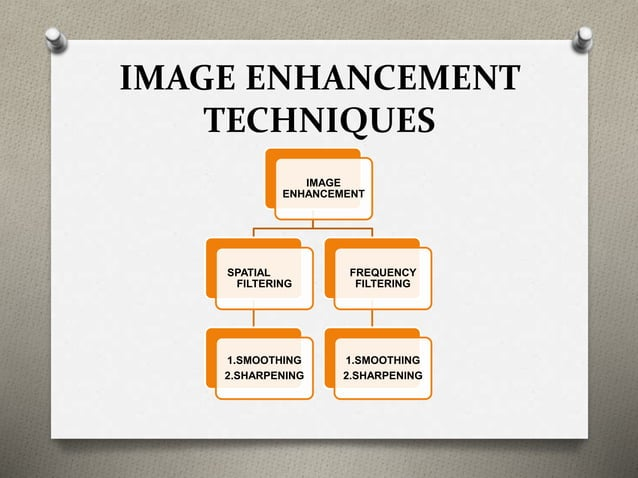 IMAGE ENHANCEMENT
TECHNIQUES
IMAGE
ENHANCEMENT
SPATIAL
FILTERING
FREQUENCY
FILTERING
1.SMOOTHING
2.SHARPENING
1.SMOOTHING
2.SHARPENING